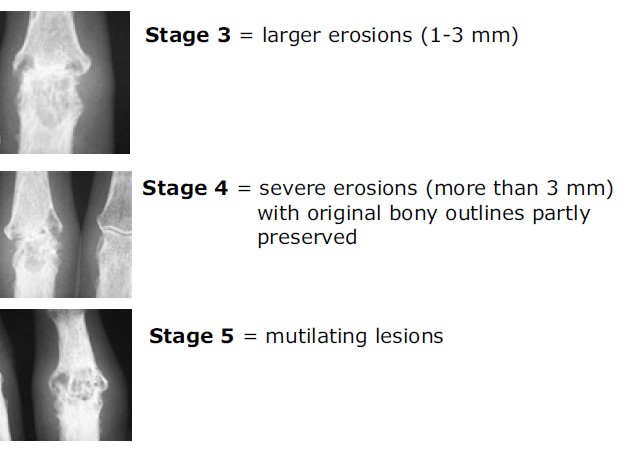 Stage 3 = larger erosions (1-3 mm)
Stage 4 = severe erosions (more than 3 mm)
with original bony outlines partly
preserved
Stage 5 = mutilating lesions